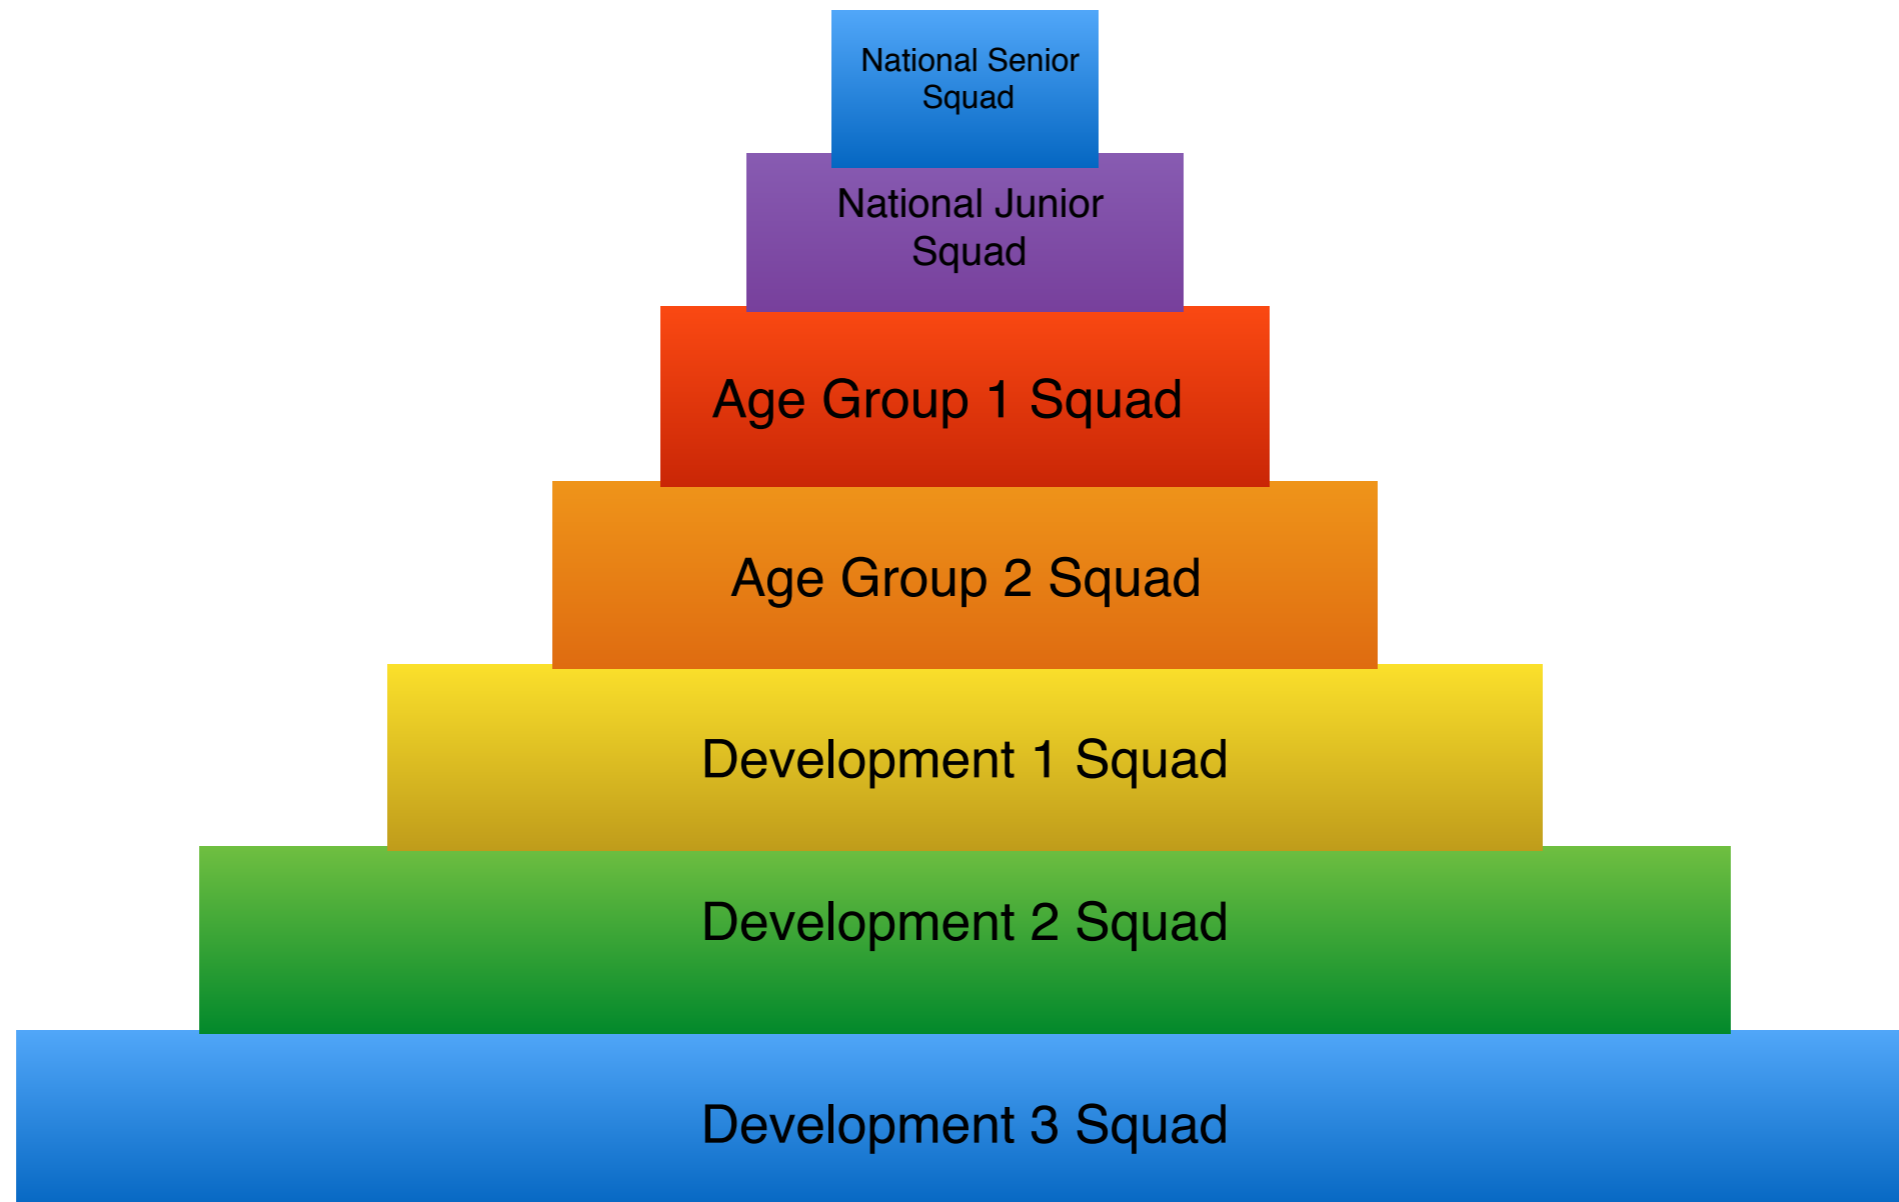 National Senior
Squad
National Junior
Squad
Age Group 1 Squad
Age Group 2 Squad
Development 1 Squad
Development 2 Squad
Development 3 Squad